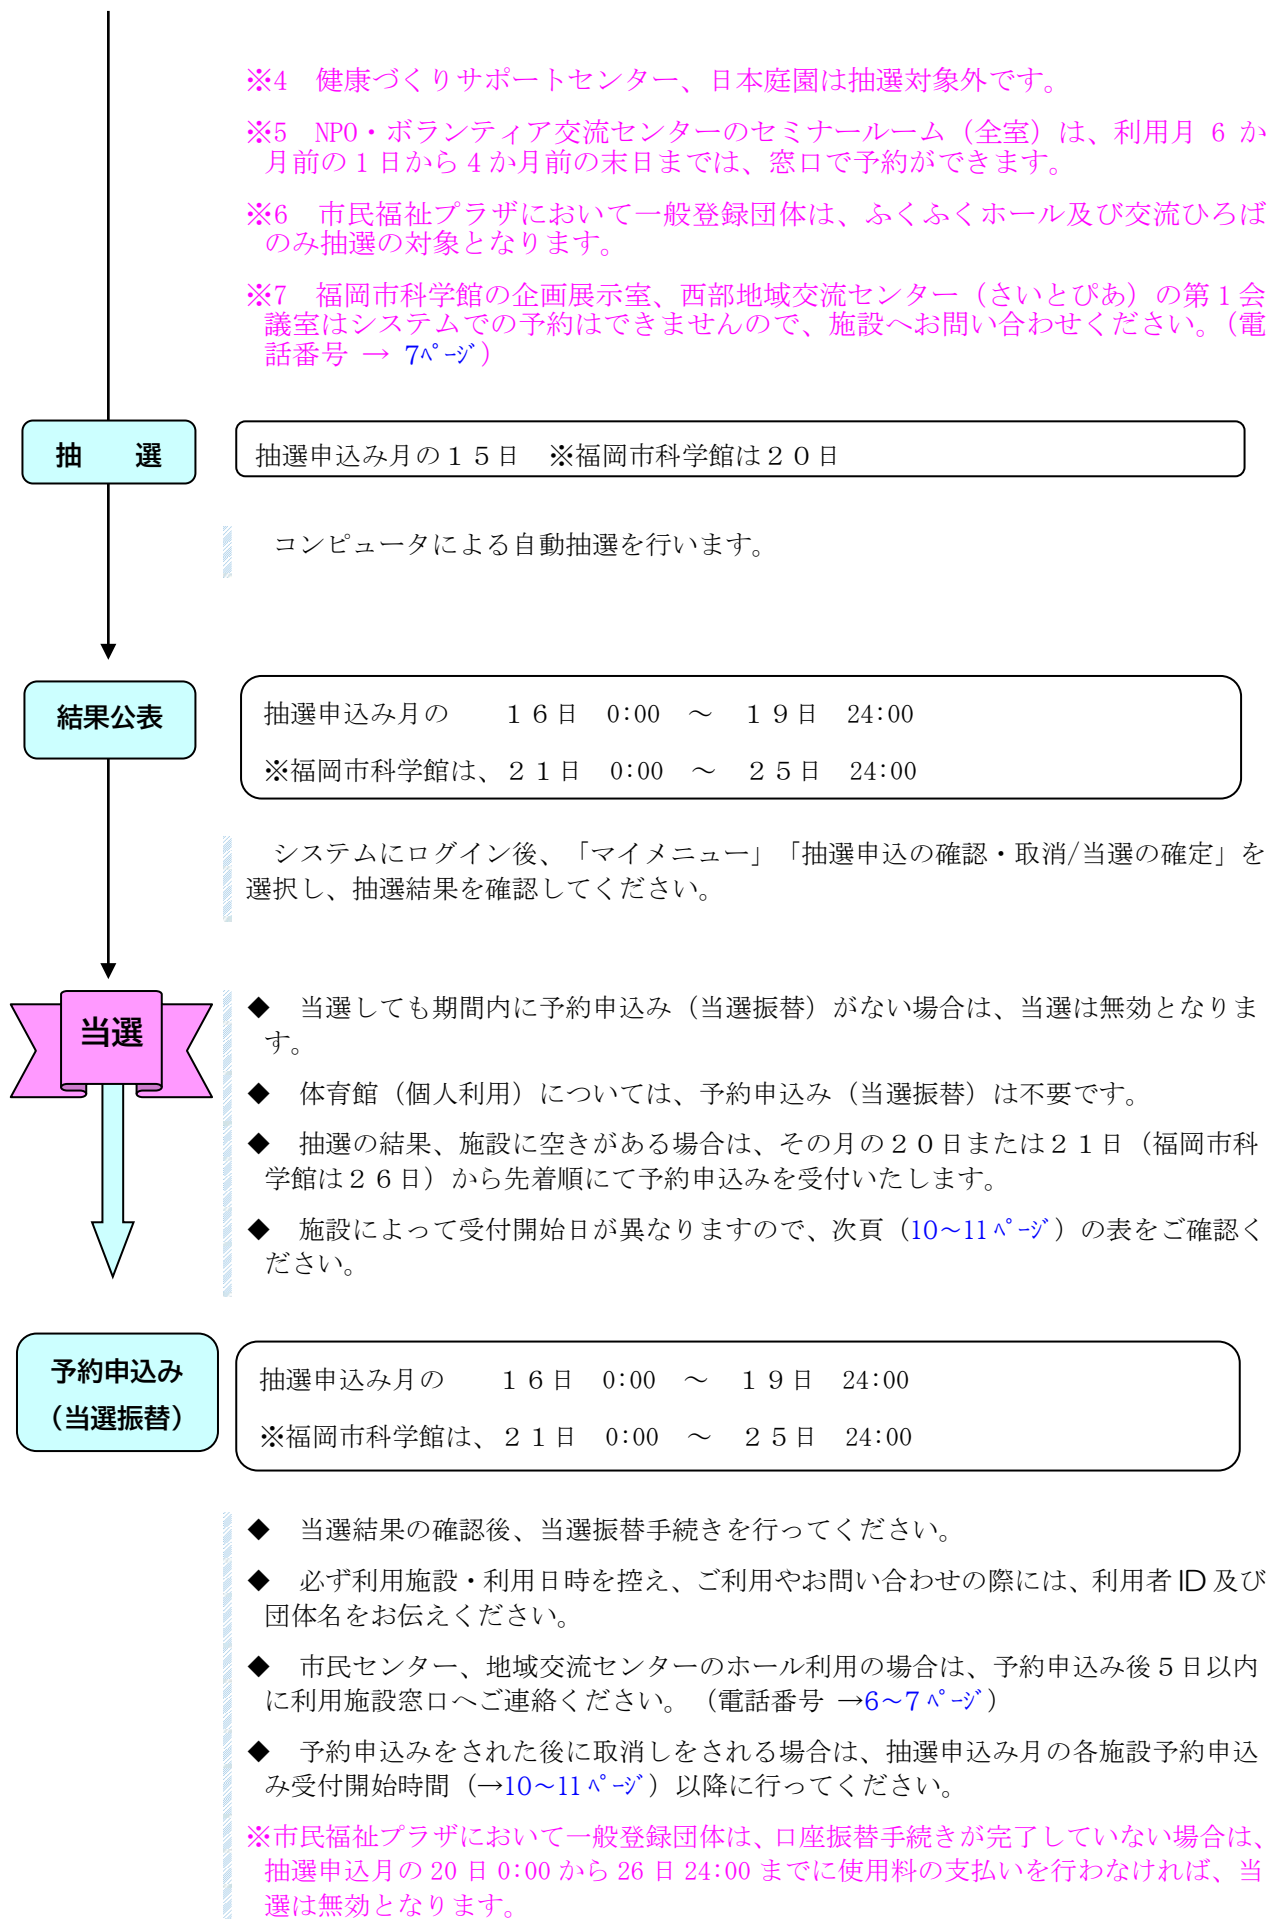 ※4　健康づくりサポートセンター、日本庭園は抽選対象外です。
※5　NPO・ボランティア交流センターのセミナールーム（全室）は、利用月 6 か
月前の 1 日から 4 か月前の末日までは、窓口で予約ができます。
※6　市民福祉プラザにおいて一般登録団体は、ふくふくホール及び交流ひろば
のみ抽選の対象となります。
※7　福岡市科学館の企画展示室、西部地域交流センター（さいとぴあ）の第 1 会
議室はシステムでの予約はできませんので、施設へお問い合わせください。（電
話番号 → 7ﾍﾟｰｼﾞ）
抽　　選
抽選申込み月の１５日　※福岡市科学館は２０日
コンピュータによる自動抽選を行います。
結果公表
抽選申込み月の　　１６日　0:00　～　１９日　24:00
※福岡市科学館は、２１日　0:00　～　２５日　24:00
システムにログイン後、「マイメニュー」「抽選申込の確認・取消/当選の確定」を
選択し、抽選結果を確認してください。
当選
◆　当選しても期間内に予約申込み（当選振替）がない場合は、当選は無効となりま
す。
◆　体育館（個人利用）については、予約申込み（当選振替）は不要です。
◆　抽選の結果、施設に空きがある場合は、その月の２０日または２１日（福岡市科
学館は２６日）から先着順にて予約申込みを受付いたします。
◆　施設によって受付開始日が異なりますので、次頁（10～11 ﾍﾟｰｼﾞ）の表をご確認く
ださい。
予約申込み
（当選振替）
抽選申込み月の　　１６日　0:00　～　１９日　24:00
※福岡市科学館は、２１日　0:00　～　２５日　24:00
◆　当選結果の確認後、当選振替手続きを行ってください。
◆　必ず利用施設・利用日時を控え、ご利用やお問い合わせの際には、利用者 ID 及び
団体名をお伝えください。
◆　市民センター、地域交流センターのホール利用の場合は、予約申込み後５日以内
に利用施設窓口へご連絡ください。（電話番号 →6～7 ﾍﾟｰｼﾞ）
◆　予約申込みをされた後に取消しをされる場合は、抽選申込み月の各施設予約申込
み受付開始時間（→10～11 ﾍﾟｰｼﾞ）以降に行ってください。
※市民福祉プラザにおいて一般登録団体は、口座振替手続きが完了していない場合は、
抽選申込月の 20 日 0:00 から 26 日 24:00 までに使用料の支払いを行わなければ、当
選は無効となります。